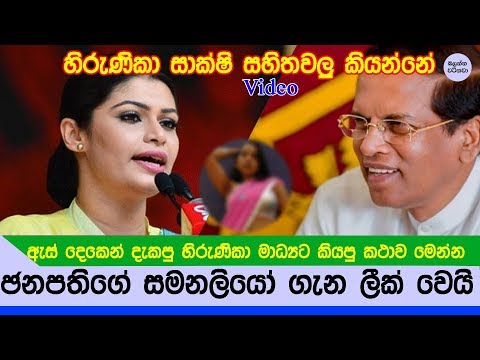 හිරුණිකා සාක්ෂි සහිතවලු කියන්නේ
Video
ඇස් දෙකෙන් දැකපු හිරුණිකා මාධ්‍යට කියපු කථාව මෙන්න
ජනපතිගේ සමනලියෝ ගැන ලීක් වෙයි